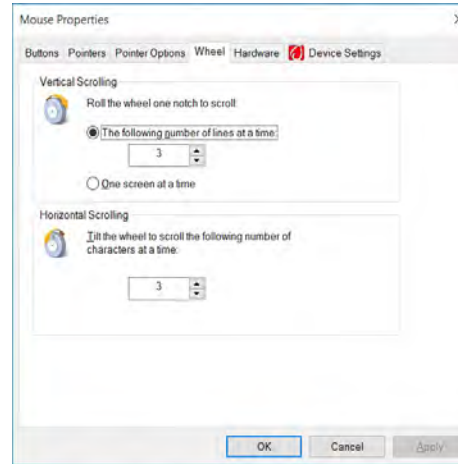 Mouse Properties
Buttons Pointers Pointer Options Wheel Hardware Device Settings
Vertical Scrolling
Roll the wheel one notch to scroll:
The following number of lines at a time:
3
One screen at a time
Horizontal Scrolling
Tilt the wheel to scroll the following number of
characters at a time:
3
OK Cancel Apply